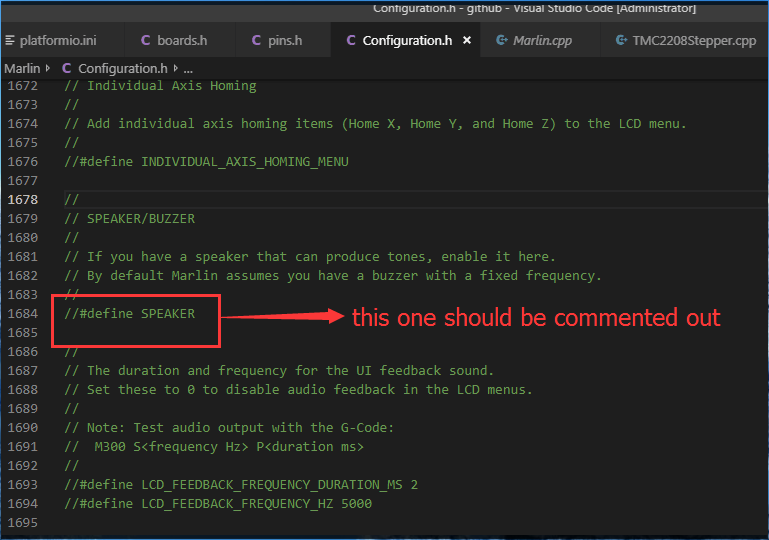 Configuration.h - github - Visual Studio Code [Administrator]
platformio.ini C boards.h C pins.h C Configuration.h × Marlin.cpp TMC2208Stepper.cpp
Marlin › C Configuration.h › ...
1672 // Individual Axis Homing
1673 //
1674 // Add individual axis homing items (Home X, Home Y, and Home Z) to the LCD menu.
1675 //
1676 //#define INDIVIDUAL_AXIS_HOMING_MENU
1677
1678 //
1679 // SPEAKER/BUZZER
1680 //
1681 // If you have a speaker that can produce tones, enable it here.
1682 // By default Marlin assumes you have a buzzer with a fixed frequency.
1683 //
1684 //#define SPEAKER this one should be commented out
1685
1686 //
1687 // The duration and frequency for the UI feedback sound.
1688 // Set these to 0 to disable audio feedback in the LCD menus.
1689 //
1690 // Note: Test audio output with the G-Code:
1691 //  M300 S<frequency Hz> P<duration ms>
1692 //
1693 //#define LCD_FEEDBACK_FREQUENCY_DURATION_MS 2
1694 //#define LCD_FEEDBACK_FREQUENCY_HZ 5000
1695